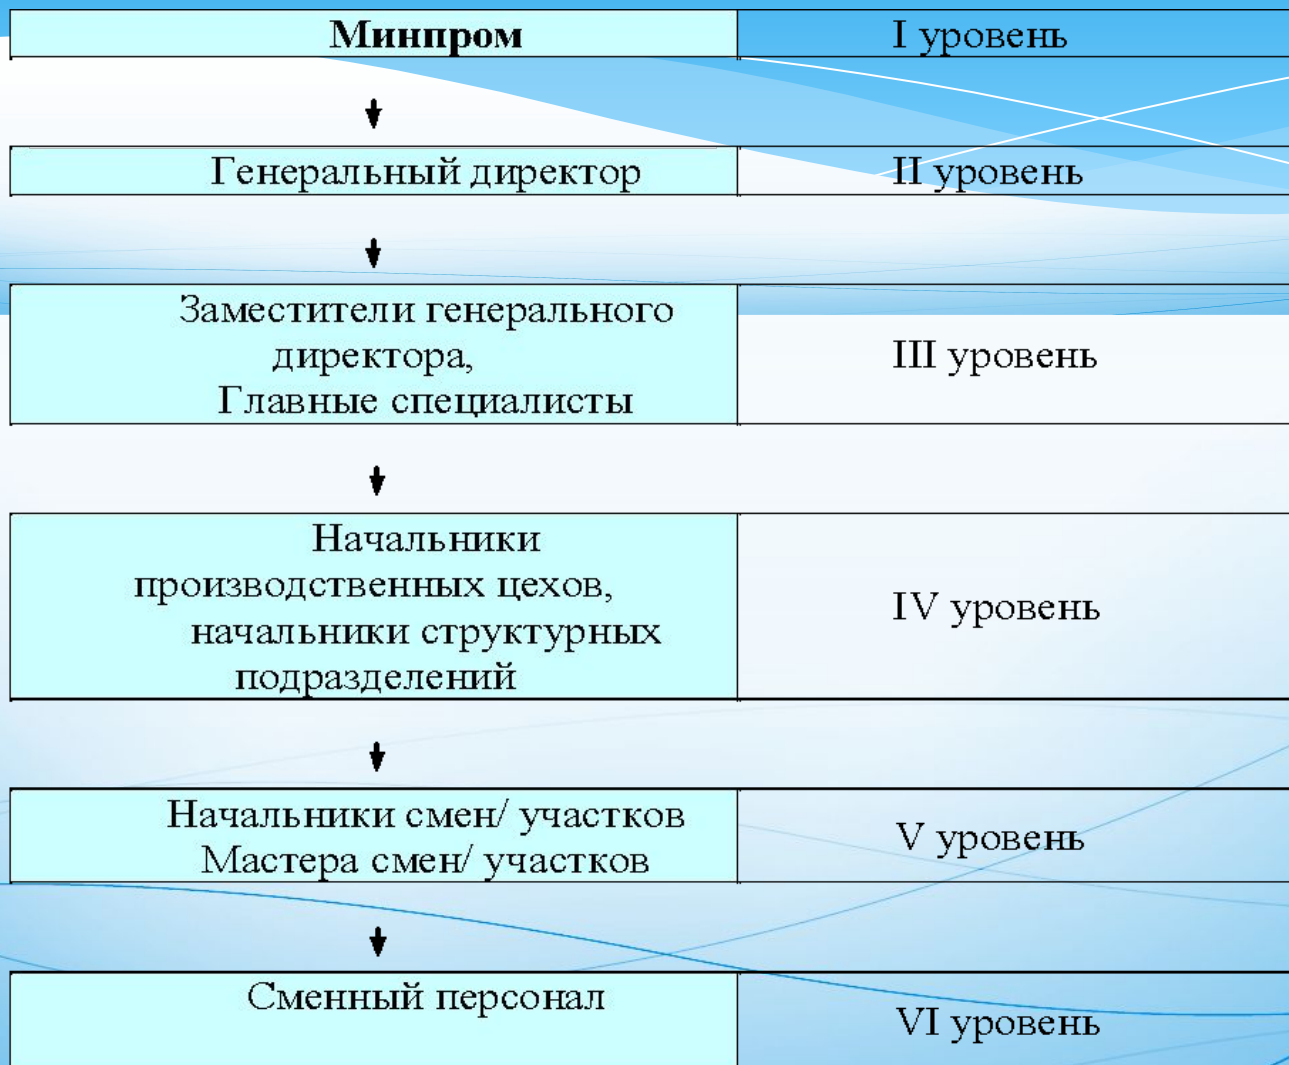 Минпром
I уровень
Генеральный директор
II уровень
Заместители генерального
директора,
Главные специалисты
III уровень
Начальники
производственных цехов,
начальники структурных
подразделений
IV уровень
Начальники смен/ участков
Мастера смен/ участков
V уровень
Сменный персонал
VI уровень